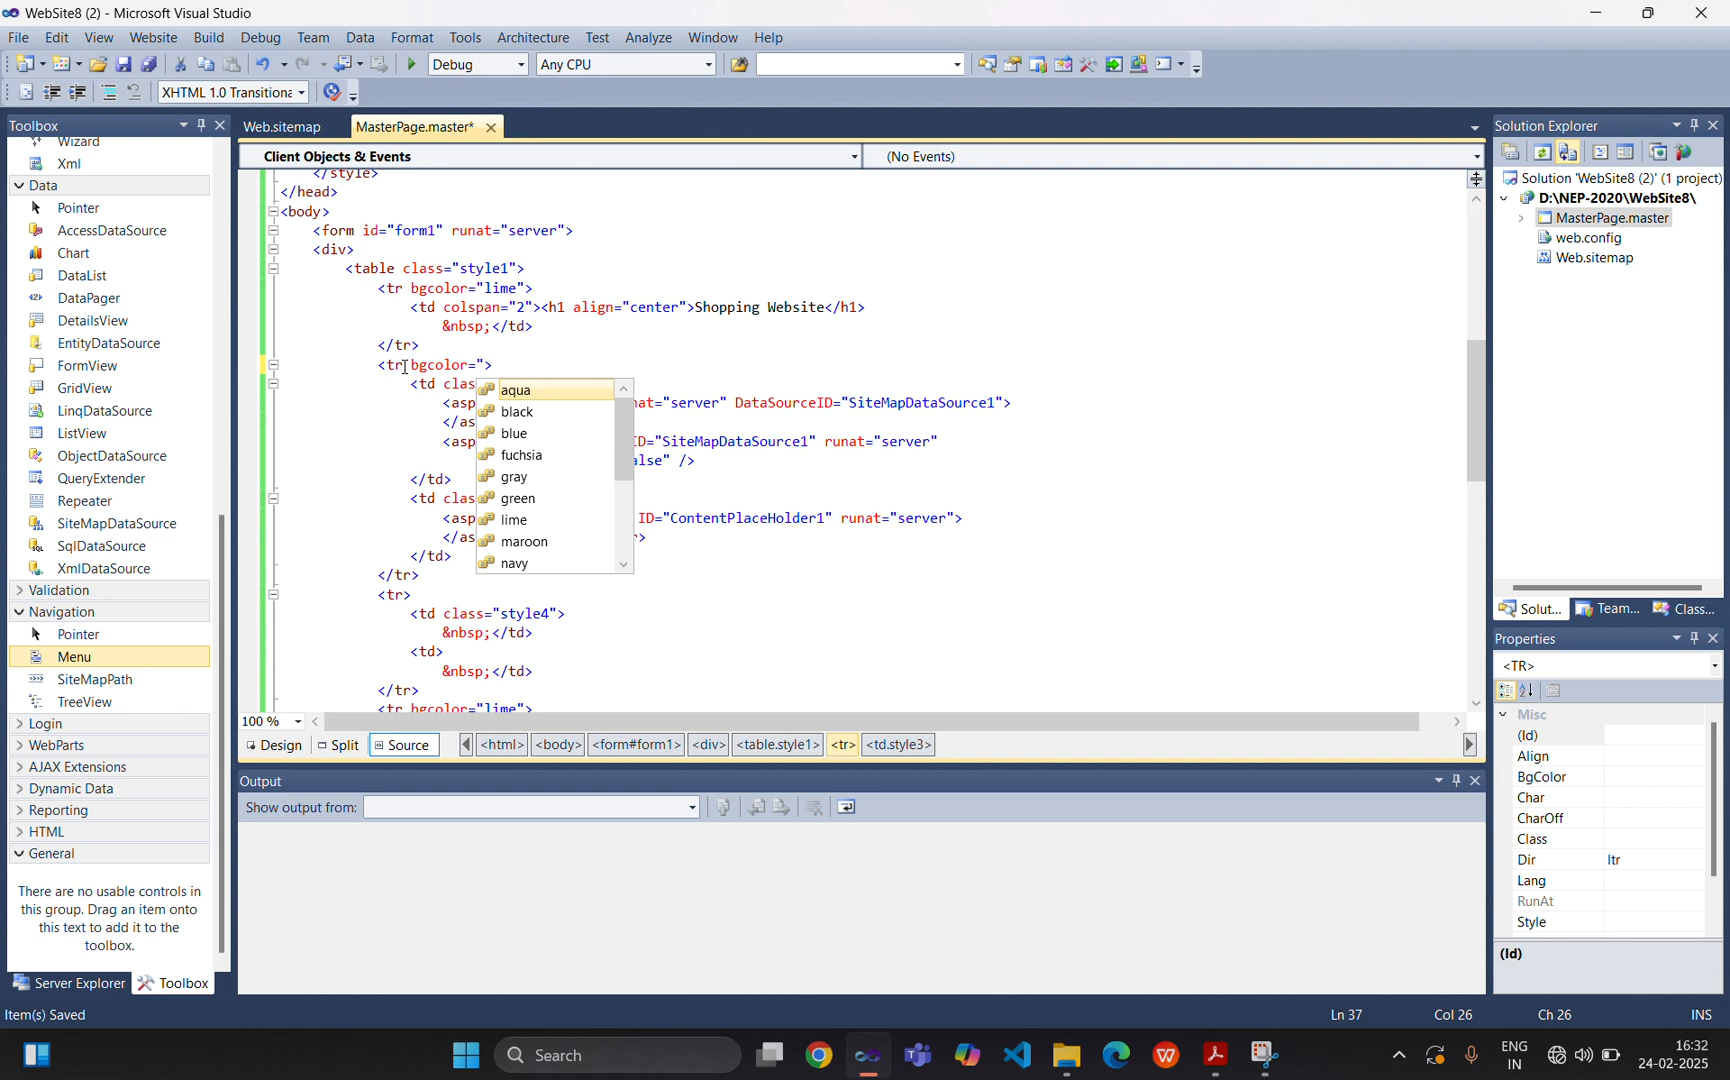 WebSite8 (2) - Microsoft Visual Studio
File Edit View Website Build Debug Team Data Format Tools Architecture Test Analyze Window Help
Debug Any CPU
XHTML 1.0 Transitiona
Toolbox
Wizard
Xml
Data
Pointer
AccessDataSource
Chart
DataList
DataPager
DetailsView
EntityDataSource
FormView
GridView
LinqDataSource
ListView
ObjectDataSource
QueryExtender
Repeater
SiteMapDataSource
SqlDataSource
XmlDataSource
Validation
Navigation
Pointer
Menu
SiteMapPath
TreeView
Login
WebParts
AJAX Extensions
Dynamic Data
Reporting
HTML
General
There are no usable controls in
this group. Drag an item onto
this text to add it to the
toolbox.
Server Explorer Toolbox
Web.sitemap MasterPage.master*
Client Objects & Events (No Events)
</style>
</head>
<body>
<form id="form1" runat="server">
<div>
<table class="style1">
<tr bgcolor="lime">
<td colspan="2"><h1 align="center">Shopping Website</h1>
&nbsp;</td>
</tr>
<tr bgcolor=">
<td clas
<asp nat="server" DataSourceID="SiteMapDataSource1">
</as
<asp ID="SiteMapDataSource1" runat="server"
alse" />
</td>
<td clas
<asp ID="ContentPlaceHolder1" runat="server">
</as >
</td>
</tr>
<tr>
<td class="style4">
&nbsp;</td>
<td>
&nbsp;</td>
</tr>
<tr bgcolor="lime">
aqua
black
blue
fuchsia
gray
green
lime
maroon
navy
100 %
Design Split Source <html> <body> <form#form1> <div> <table.style1> <tr> <td.style3>
Output
Show output from:
Solution Explorer
Solution 'WebSite8 (2)' (1 project)
D:\NEP-2020\WebSite8\
MasterPage.master
web.config
Web.sitemap
Solut... Team... Class...
Properties
<TR>
Misc
(Id)
Align
BgColor
Char
CharOff
Class
Dir ltr
Lang
RunAt
Style
(Id)
Item(s) Saved Ln 37 Col 26 Ch 26 INS
Search
ENG
IN
16:32
24-02-2025